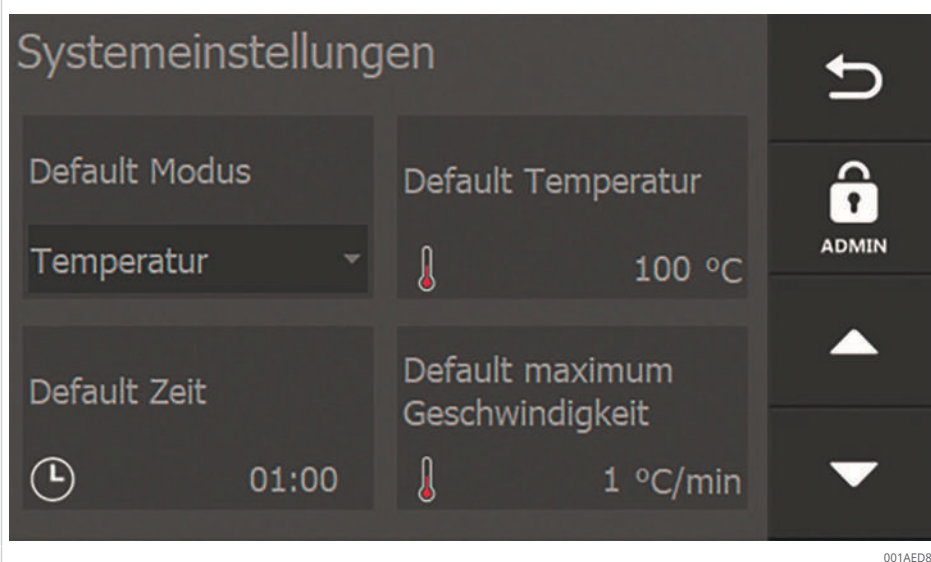 Systemeinstellungen
Default Modus
Temperatur
Default Temperatur
100 °C
Default Zeit
01:00
Default maximum
Geschwindigkeit
1 °C/min
ADMIN
001AED8